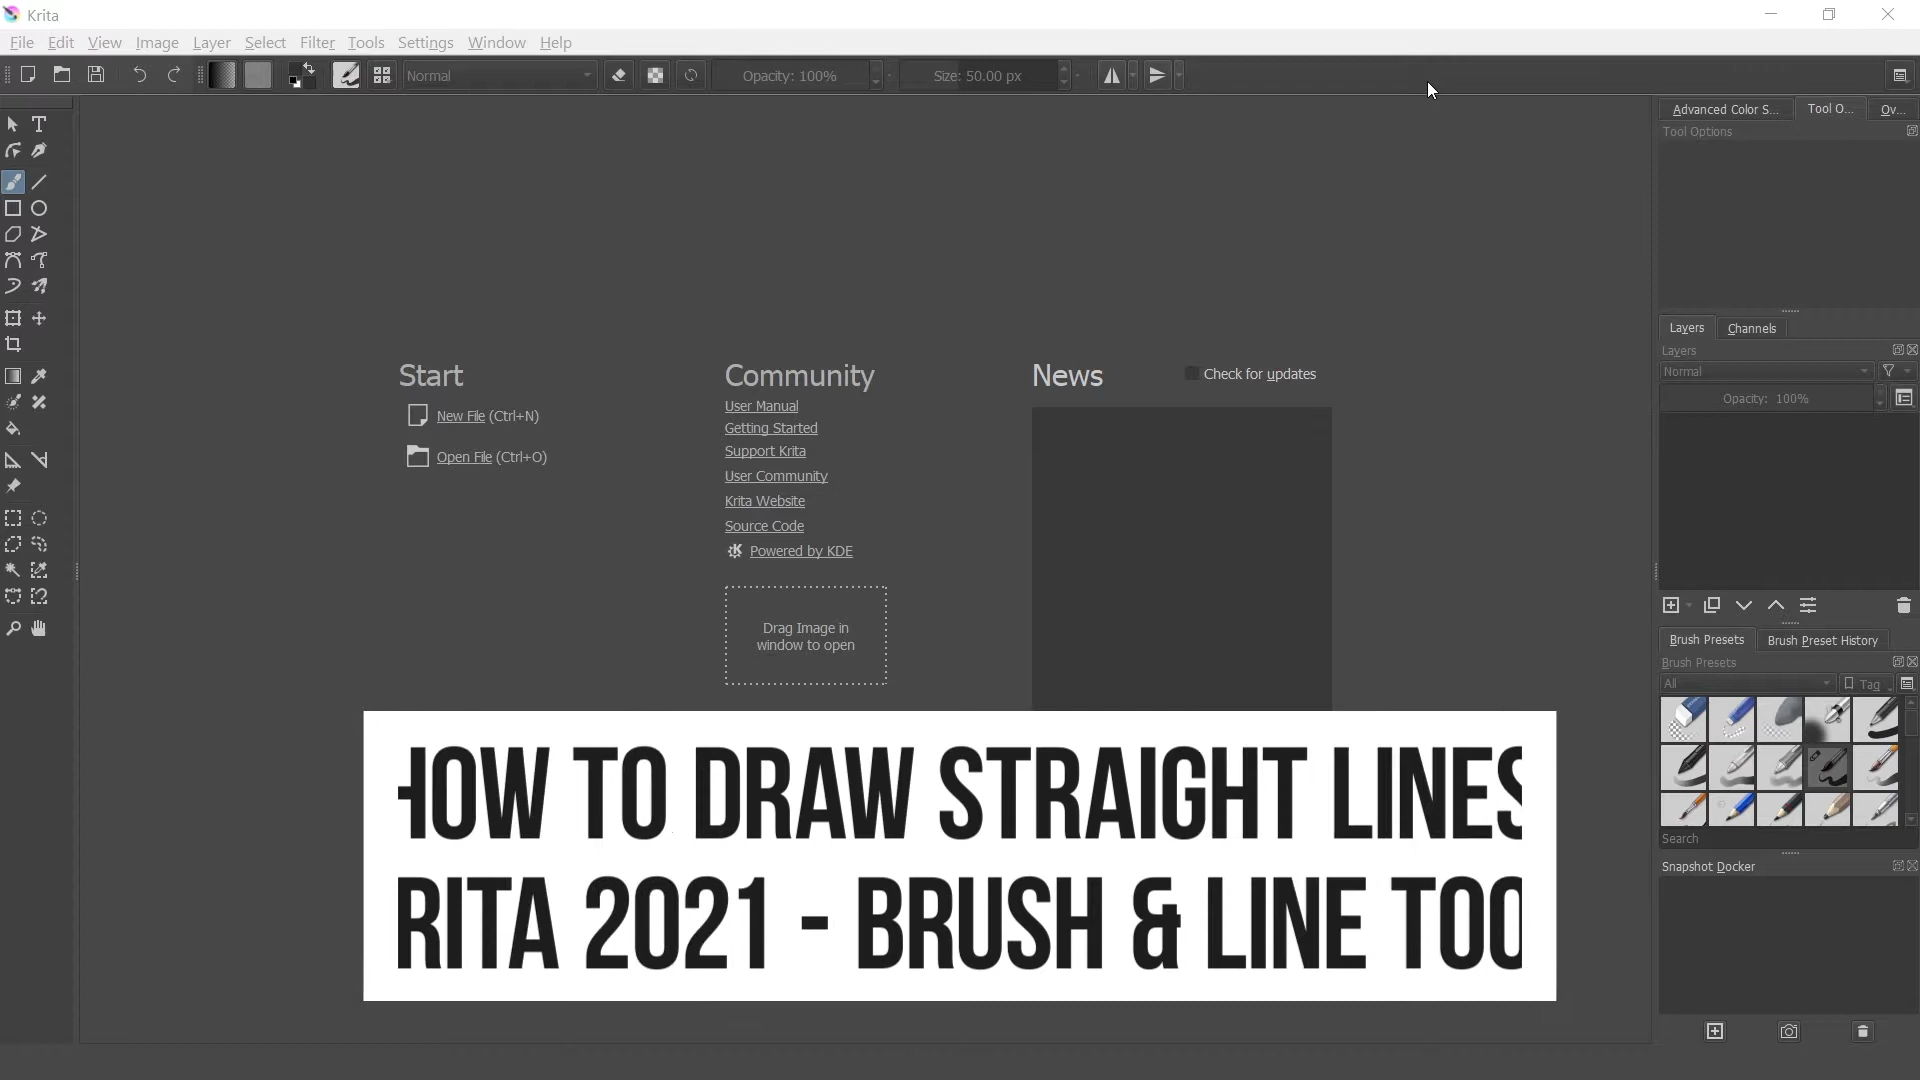 Krita
File Edit View Image Layer Select Filter Tools Settings Window Help
Normal Opacity: 100% Size: 50.00 px
Advanced Color S... Tool O... Ov...
Tool Options
Layers Channels
Layers
Normal
Opacity: 100%
Start
New File (Ctrl+N)
Open File (Ctrl+O)
Community
User Manual
Getting Started
Support Krita
User Community
Krita Website
Source Code
Powered by KDE
Drag Image in
window to open
News
Check for updates
Brush Presets Brush Preset History
Brush Presets
All Tag
Search
Snapshot Docker
HOW TO DRAW STRAIGHT LINES
RITA 2021 - BRUSH & LINE TOO